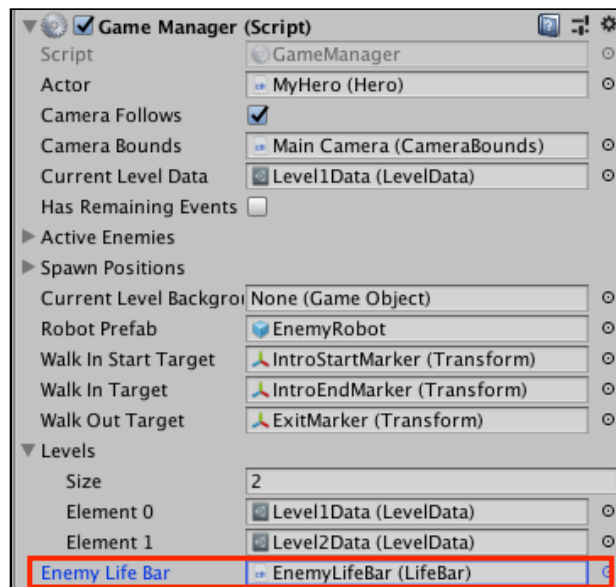 Game Manager (Script)
Script GameManager
Actor MyHero (Hero)
Camera Follows
Camera Bounds Main Camera (CameraBounds)
Current Level Data Level1Data (LevelData)
Has Remaining Events
Active Enemies
Spawn Positions
Current Level Backgrou None (Game Object)
Robot Prefab EnemyRobot
Walk In Start Target IntroStartMarker (Transform)
Walk In Target IntroEndMarker (Transform)
Walk Out Target ExitMarker (Transform)
Levels
Size 2
Element 0 Level1Data (LevelData)
Element 1 Level2Data (LevelData)
Enemy Life Bar EnemyLifeBar (LifeBar)